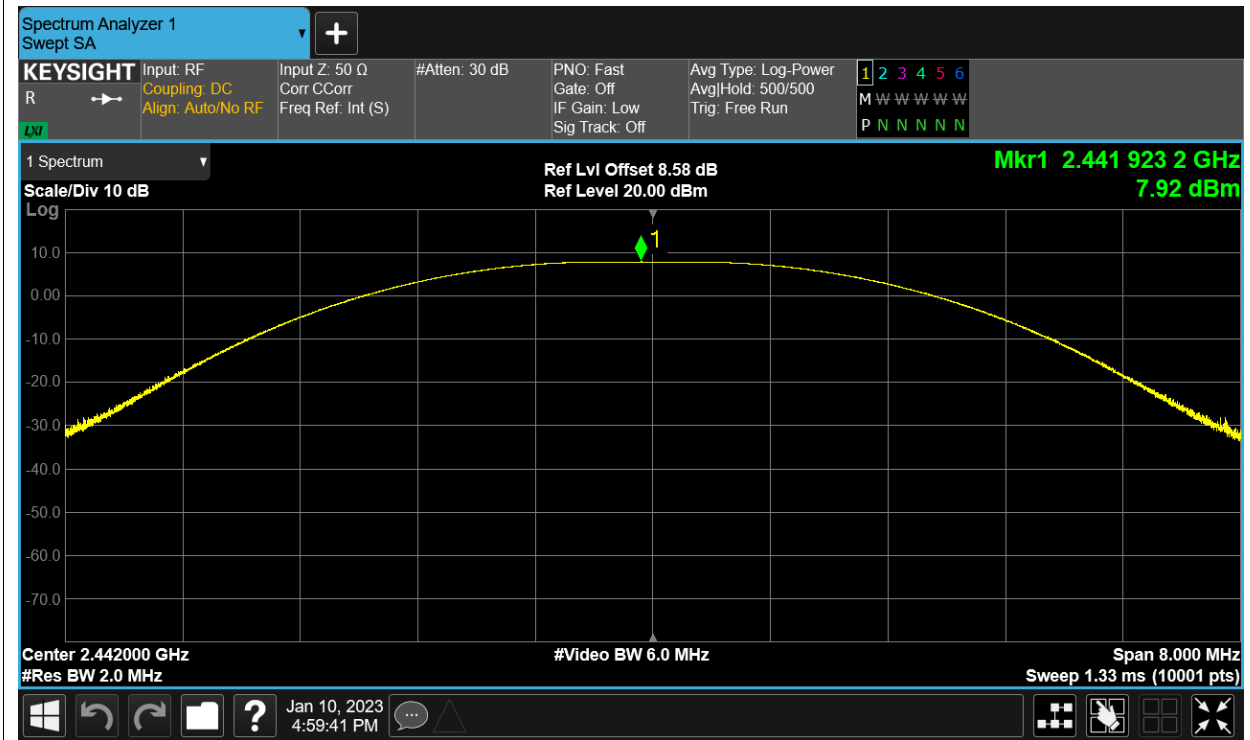 Spectrum Analyzer 1
Swept SA
KEYSIGHT
R
LXI
Input: RF
Coupling: DC
Align: Auto/No RF
Input Z: 50 Ω
Corr CCorr
Freq Ref: Int (S)
#Atten: 30 dB
PNO: Fast
Gate: Off
IF Gain: Low
Sig Track: Off
Avg Type: Log-Power
Avg|Hold: 500/500
Trig: Free Run
1 2 3 4 5 6
M W W W W W
P N N N N N
1 Spectrum
Scale/Div 10 dB
Log
Ref Lvl Offset 8.58 dB
Ref Level 20.00 dBm
Mkr1 2.441 923 2 GHz
7.92 dBm
1
10.0
0.00
-10.0
-20.0
-30.0
-40.0
-50.0
-60.0
-70.0
Center 2.442000 GHz
#Res BW 2.0 MHz
#Video BW 6.0 MHz
Span 8.000 MHz
Sweep 1.33 ms (10001 pts)
?
Jan 10, 2023
4:59:41 PM